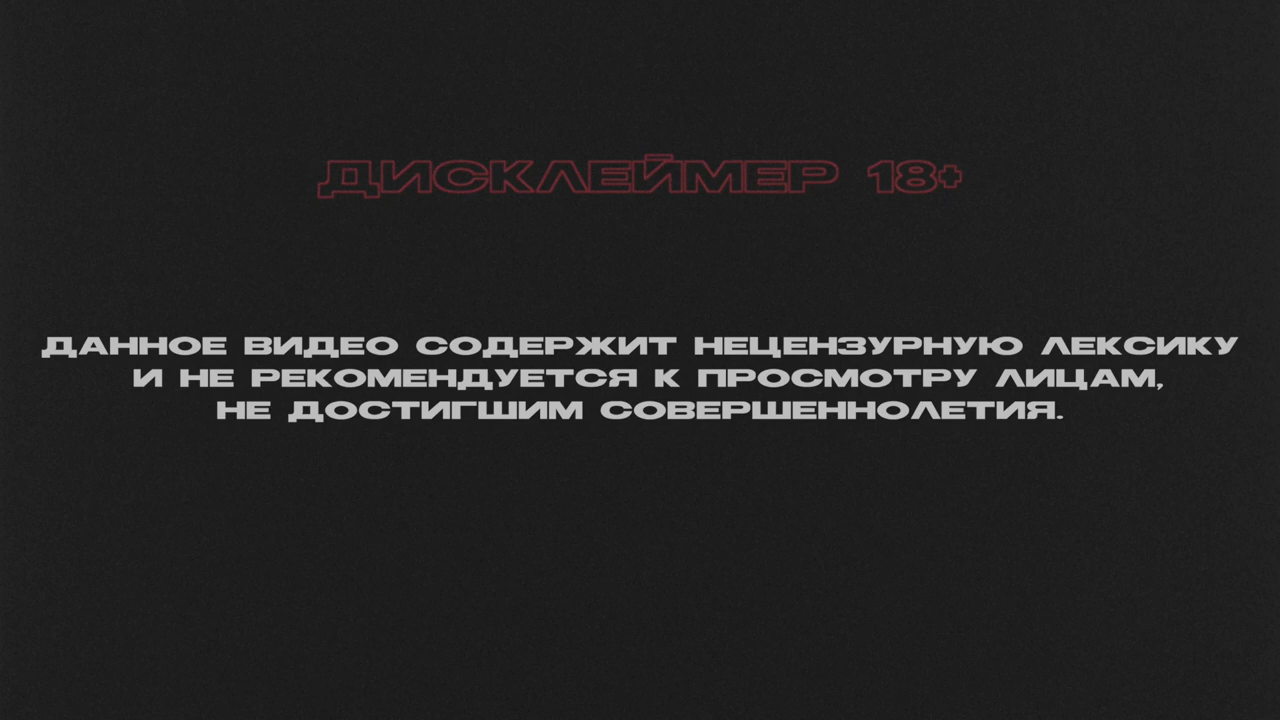 ДИСКЛЕЙМЕР 18+
ДАННОЕ ВИДЕО СОДЕРЖИТ НЕЦЕНЗУРНУЮ ЛЕКСИКУ
И НЕ РЕКОМЕНДУЕТСЯ К ПРОСМОТРУ ЛИЦАМ,
НЕ ДОСТИГШИМ СОВЕРШЕННОЛЕТИЯ.